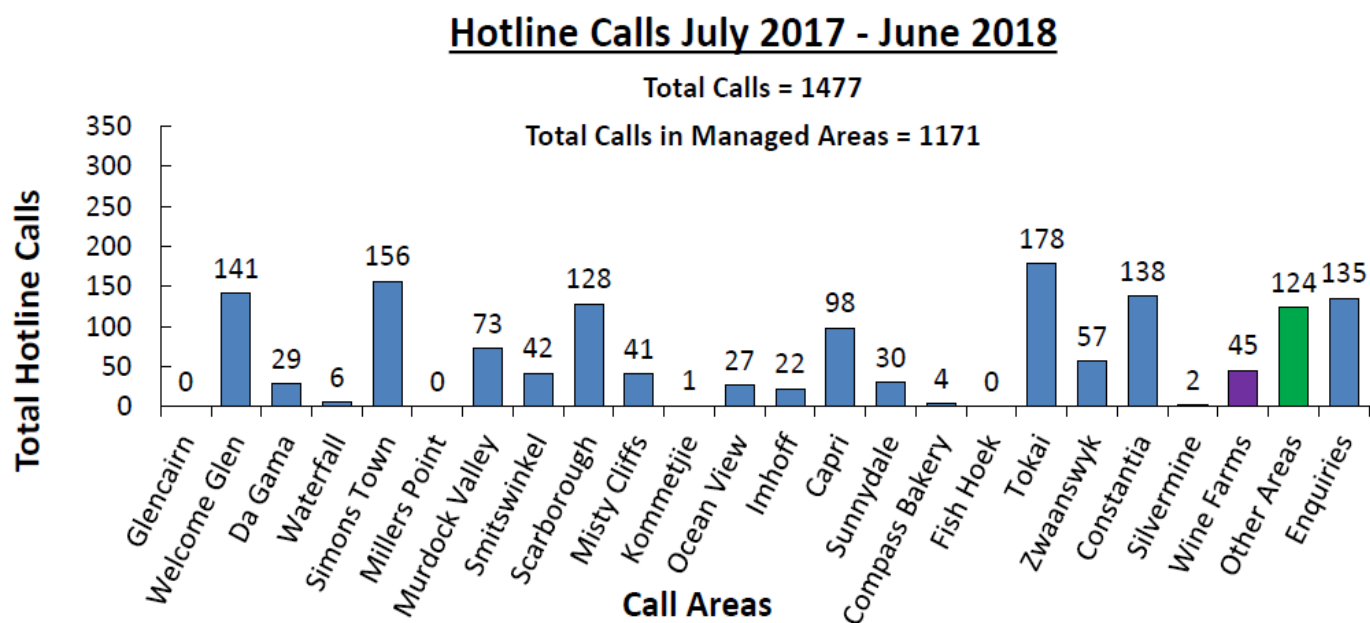 Hotline Calls July 2017 - June 2018
Total Calls = 1477
Total Calls in Managed Areas = 1171
Total Hotline Calls
350
300
250
200
150
100
50
0
0
141
29
6
156
0
73
42
128
41
1
27
22
98
30
4
0
178
57
138
2
45
124
135
Glencairn
Welcome Glen
Da Gama
Waterfall
Simons Town
Millers Point
Murdock Valley
Smitswinkel
Scarborough
Misty Cliffs
Kommetjie
Ocean View
Imhoff
Capri
Sunnydale
Compass Bakery
Fish Hoek
Tokai
Zwaanswyk
Constantia
Silvermine
Wine Farms
Other Areas
Enquiries
Call Areas